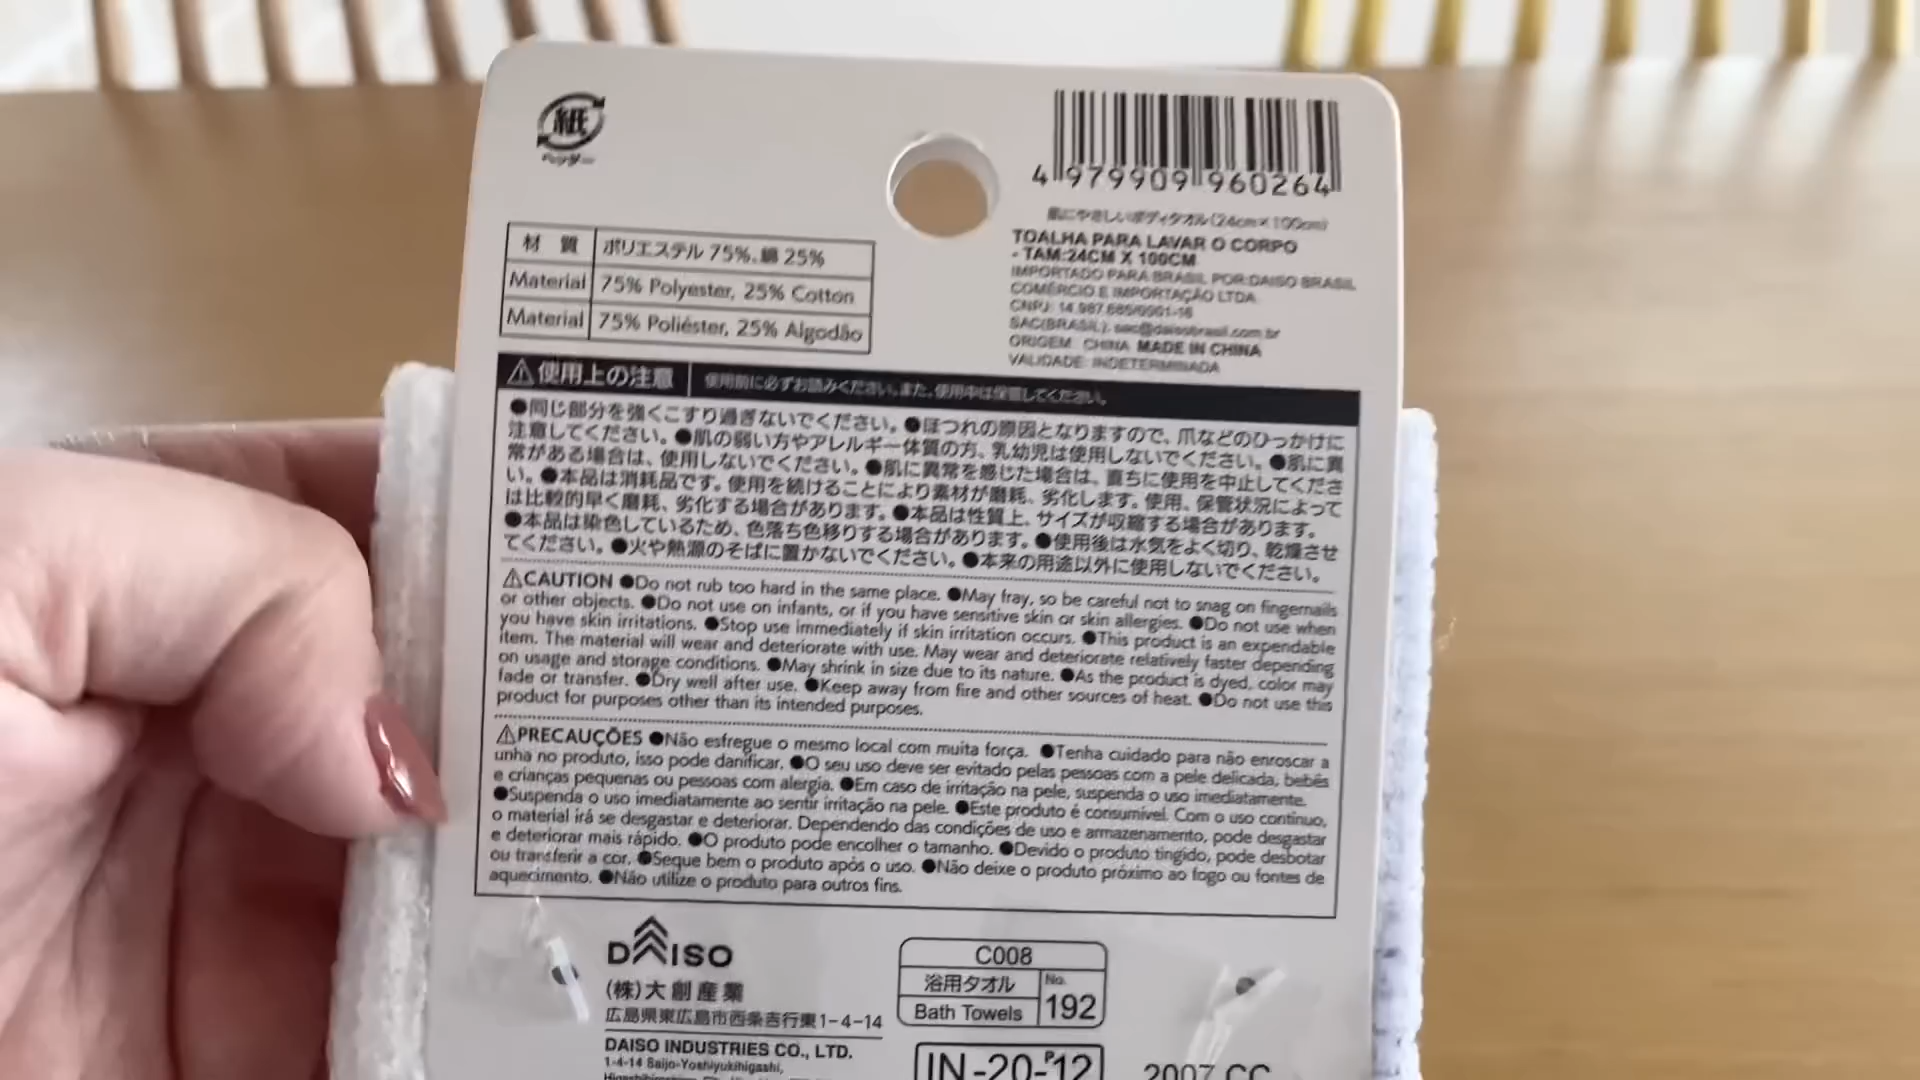 紙
4 979909 960264
肌にやさしいボディタオル(24cm×100cm)
TOALHA PARA LAVAR O CORPO
- TAM:24CM X 100CM
IMPORTADO PARA BRASIL POR:DAISO BRASIL
COMÉRCIO E IMPORTAÇÃO LTDA
CNPJ:
SAC(BRASIL): sac@daisobrasil.com.br
ORIGEM: CHINA MADE IN CHINA
VALIDADE: INDETERMINADA
材 質 ポリエステル 75%、綿 25%
Material 75% Polyester, 25% Cotton
Material 75% Poliéster, 25% Algodão
⚠使用上の注意 使用前に必ずお読みください。また、使用中は保管してください。
●同じ部分を強くこすり過ぎないでください。●ほつれの原因となりますので、爪などのひっかけに
注意してください。●肌の弱い方やアレルギー体質の方、乳幼児は使用しないでください。●肌に異
常がある場合は、使用しないでください。●肌に異常を感じた場合は、直ちに使用を中止してくださ
い。●本品は消耗品です。使用を続けることにより素材が磨耗、劣化します。使用、保管状況によって
は比較的早く磨耗、劣化する場合があります。●本品は性質上、サイズが収縮する場合があります。
●本品は染色しているため、色落ち色移りする場合があります。●使用後は水気をよく切り、乾燥させ
てください。●火や熱源のそばに置かないでください。●本来の用途以外に使用しないでください。
⚠CAUTION ●Do not rub too hard in the same place. ●May fray, so be careful not to snag on fingernails
or other objects. ●Do not use on infants, or if you have sensitive skin or skin allergies. ●Do not use when
you have skin irritations. ●Stop use immediately if skin irritation occurs. ●This product is an expendable
item. The material will wear and deteriorate with use. May wear and deteriorate relatively faster depending
on usage and storage conditions. ●May shrink in size due to its nature. ●As the product is dyed, color may
fade or transfer. ●Dry well after use. ●Keep away from fire and other sources of heat. ●Do not use this
product for purposes other than its intended purposes.
⚠PRECAUÇÕES ●Não esfregue o mesmo local com muita força. ●Tenha cuidado para não enroscar a
unha no produto, isso pode danificar. ●O seu uso deve ser evitado pelas pessoas com a pele delicada, bebês
e crianças pequenas ou pessoas com alergia. ●Em caso de irritação na pele, suspenda o uso imediatamente.
●Suspenda o uso imediatamente ao sentir irritação na pele. ●Este produto é consumível. Com o uso contínuo,
o material irá se desgastar e deteriorar. Dependendo das condições de uso e armazenamento, pode desgastar
e deteriorar mais rápido. ●O produto pode encolher o tamanho. ●Devido o produto tingido, pode desbotar
ou transferir a cor. ●Seque bem o produto após o uso. ●Não deixe o produto próximo ao fogo ou fontes de
aquecimento. ●Não utilize o produto para outros fins.
DAISO
(株)大創産業
広島県東広島市西条吉行東1-4-14
DAISO INDUSTRIES CO., LTD.
1-4-14 Saijo-Yoshiyukihigashi,
C008
浴用タオル
Bath Towels
No.
192
IN-20-P12
2007 CC